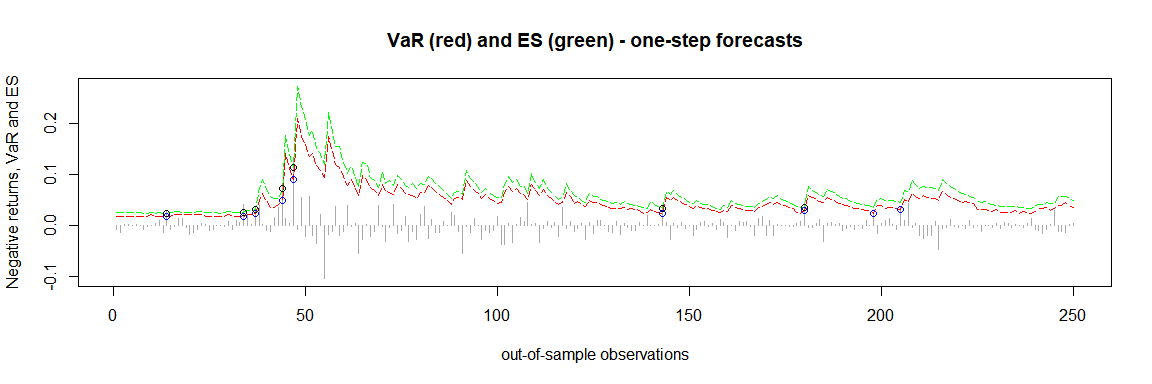 VaR (red) and ES (green) - one-step forecasts
Negative returns, VaR and ES
0.2
0.1
0.0
-0.1
0 50 100 150 200 250
out-of-sample observations